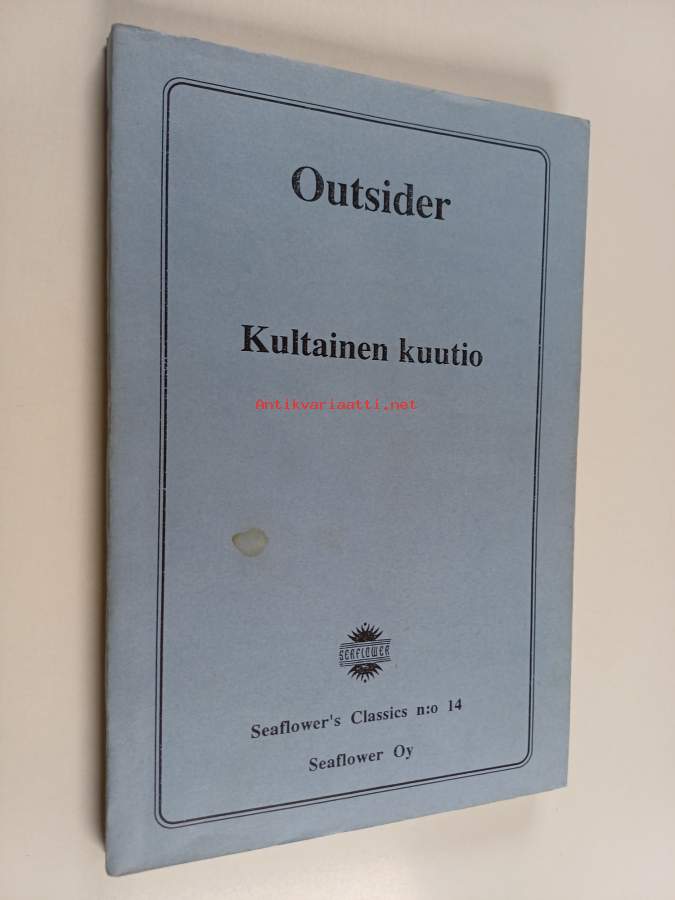 Outsider
Kultainen kuutio
Antikvariaatti.net
SEAFLOWER
Seaflower's Classics n:o 14
Seaflower Oy